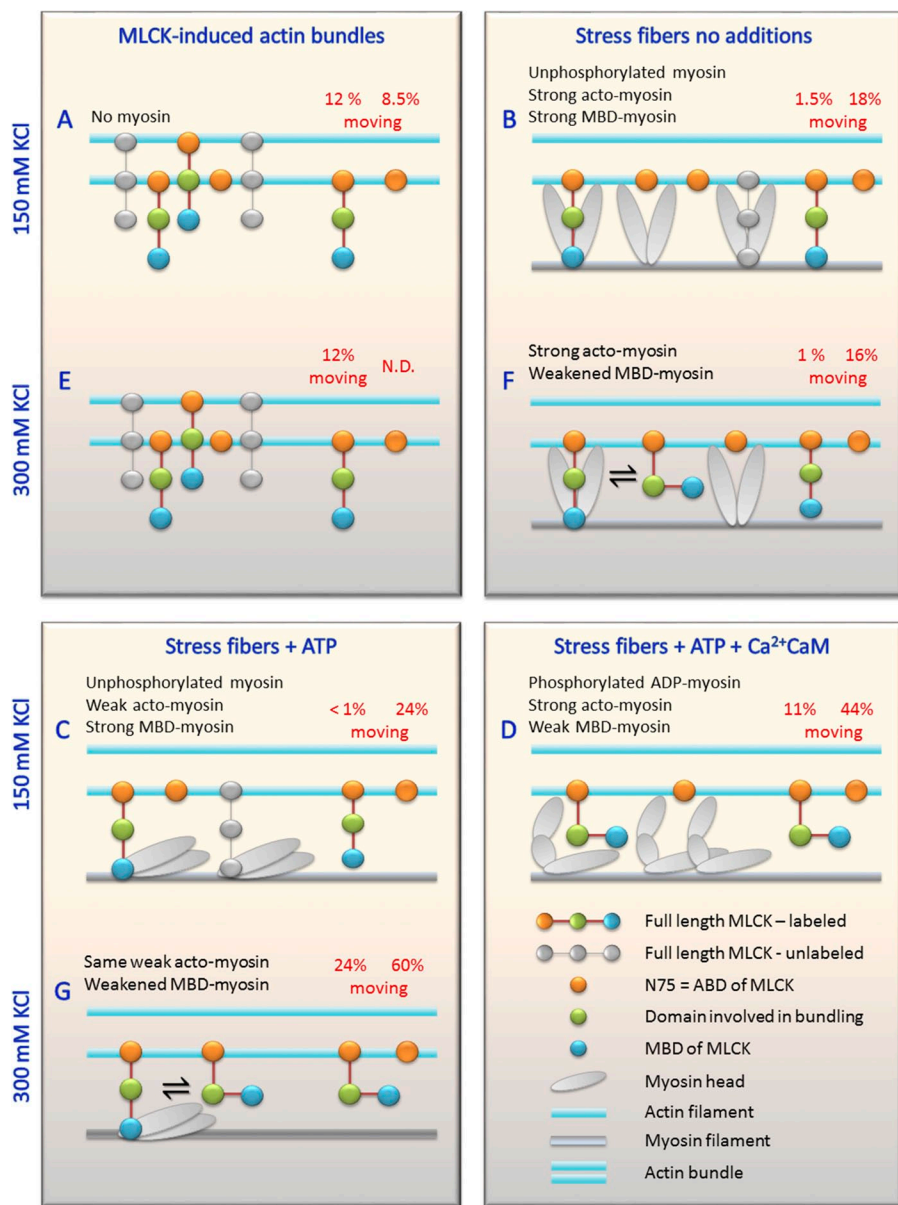 MLCK-induced actin bundles
150 mM KCl
A
No myosin
12 % 8.5%
moving
300 mM KCl
E
12%
moving
N.D.
Stress fibers no additions
Unphosphorylated myosin
Strong acto-myosin
Strong MBD-myosin
B
1.5% 18%
moving
Strong acto-myosin
Weakened MBD-myosin
F
1 % 16%
moving
Stress fibers + ATP
150 mM KCl
Unphosphorylated myosin
Weak acto-myosin
Strong MBD-myosin
C
< 1% 24%
moving
300 mM KCl
Same weak acto-myosin
Weakened MBD-myosin
G
24% 60%
moving
Stress fibers + ATP + Ca²⁺CaM
Phosphorylated ADP-myosin
Strong acto-myosin
Weak MBD-myosin
D
11% 44%
moving
Full length MLCK – labeled
Full length MLCK - unlabeled
N75 = ABD of MLCK
Domain involved in bundling
MBD of MLCK
Myosin head
Actin filament
Myosin filament
Actin bundle